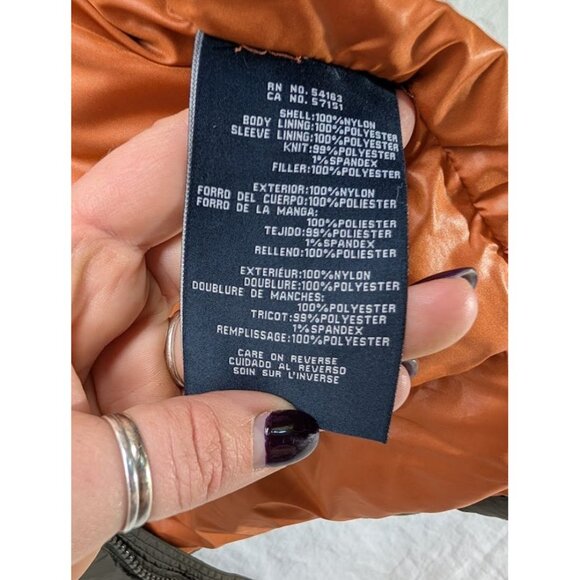 RN NO. 54163
CA NO. 57151
SHELL:100%NYLON
BODY LINING:100%POLYESTER
SLEEVE LINING:100%POLYESTER
KNIT:99%POLYESTER
1%SPANDEX
FILLER:100%POLYESTER
EXTERIOR:100%NYLON
FORRO DEL CUERPO:100%POLIESTER
FORRO DE LA MANGA:
100%POLIESTER
TEJIDO:99%POLIESTER
1%SPANDEX
RELLENO:100%POLIESTER
EXTERIEUR:100%NYLON
DOUBLURE:100%POLYESTER
DOUBLURE DE MANCHES:
100%POLYESTER
TRICOT:99%POLYESTER
1%SPANDEX
REMPLISSAGE:100%POLYESTER
CARE ON REVERSE
CUIDADO AL REVERSO
SOIN SUR L'INVERSE